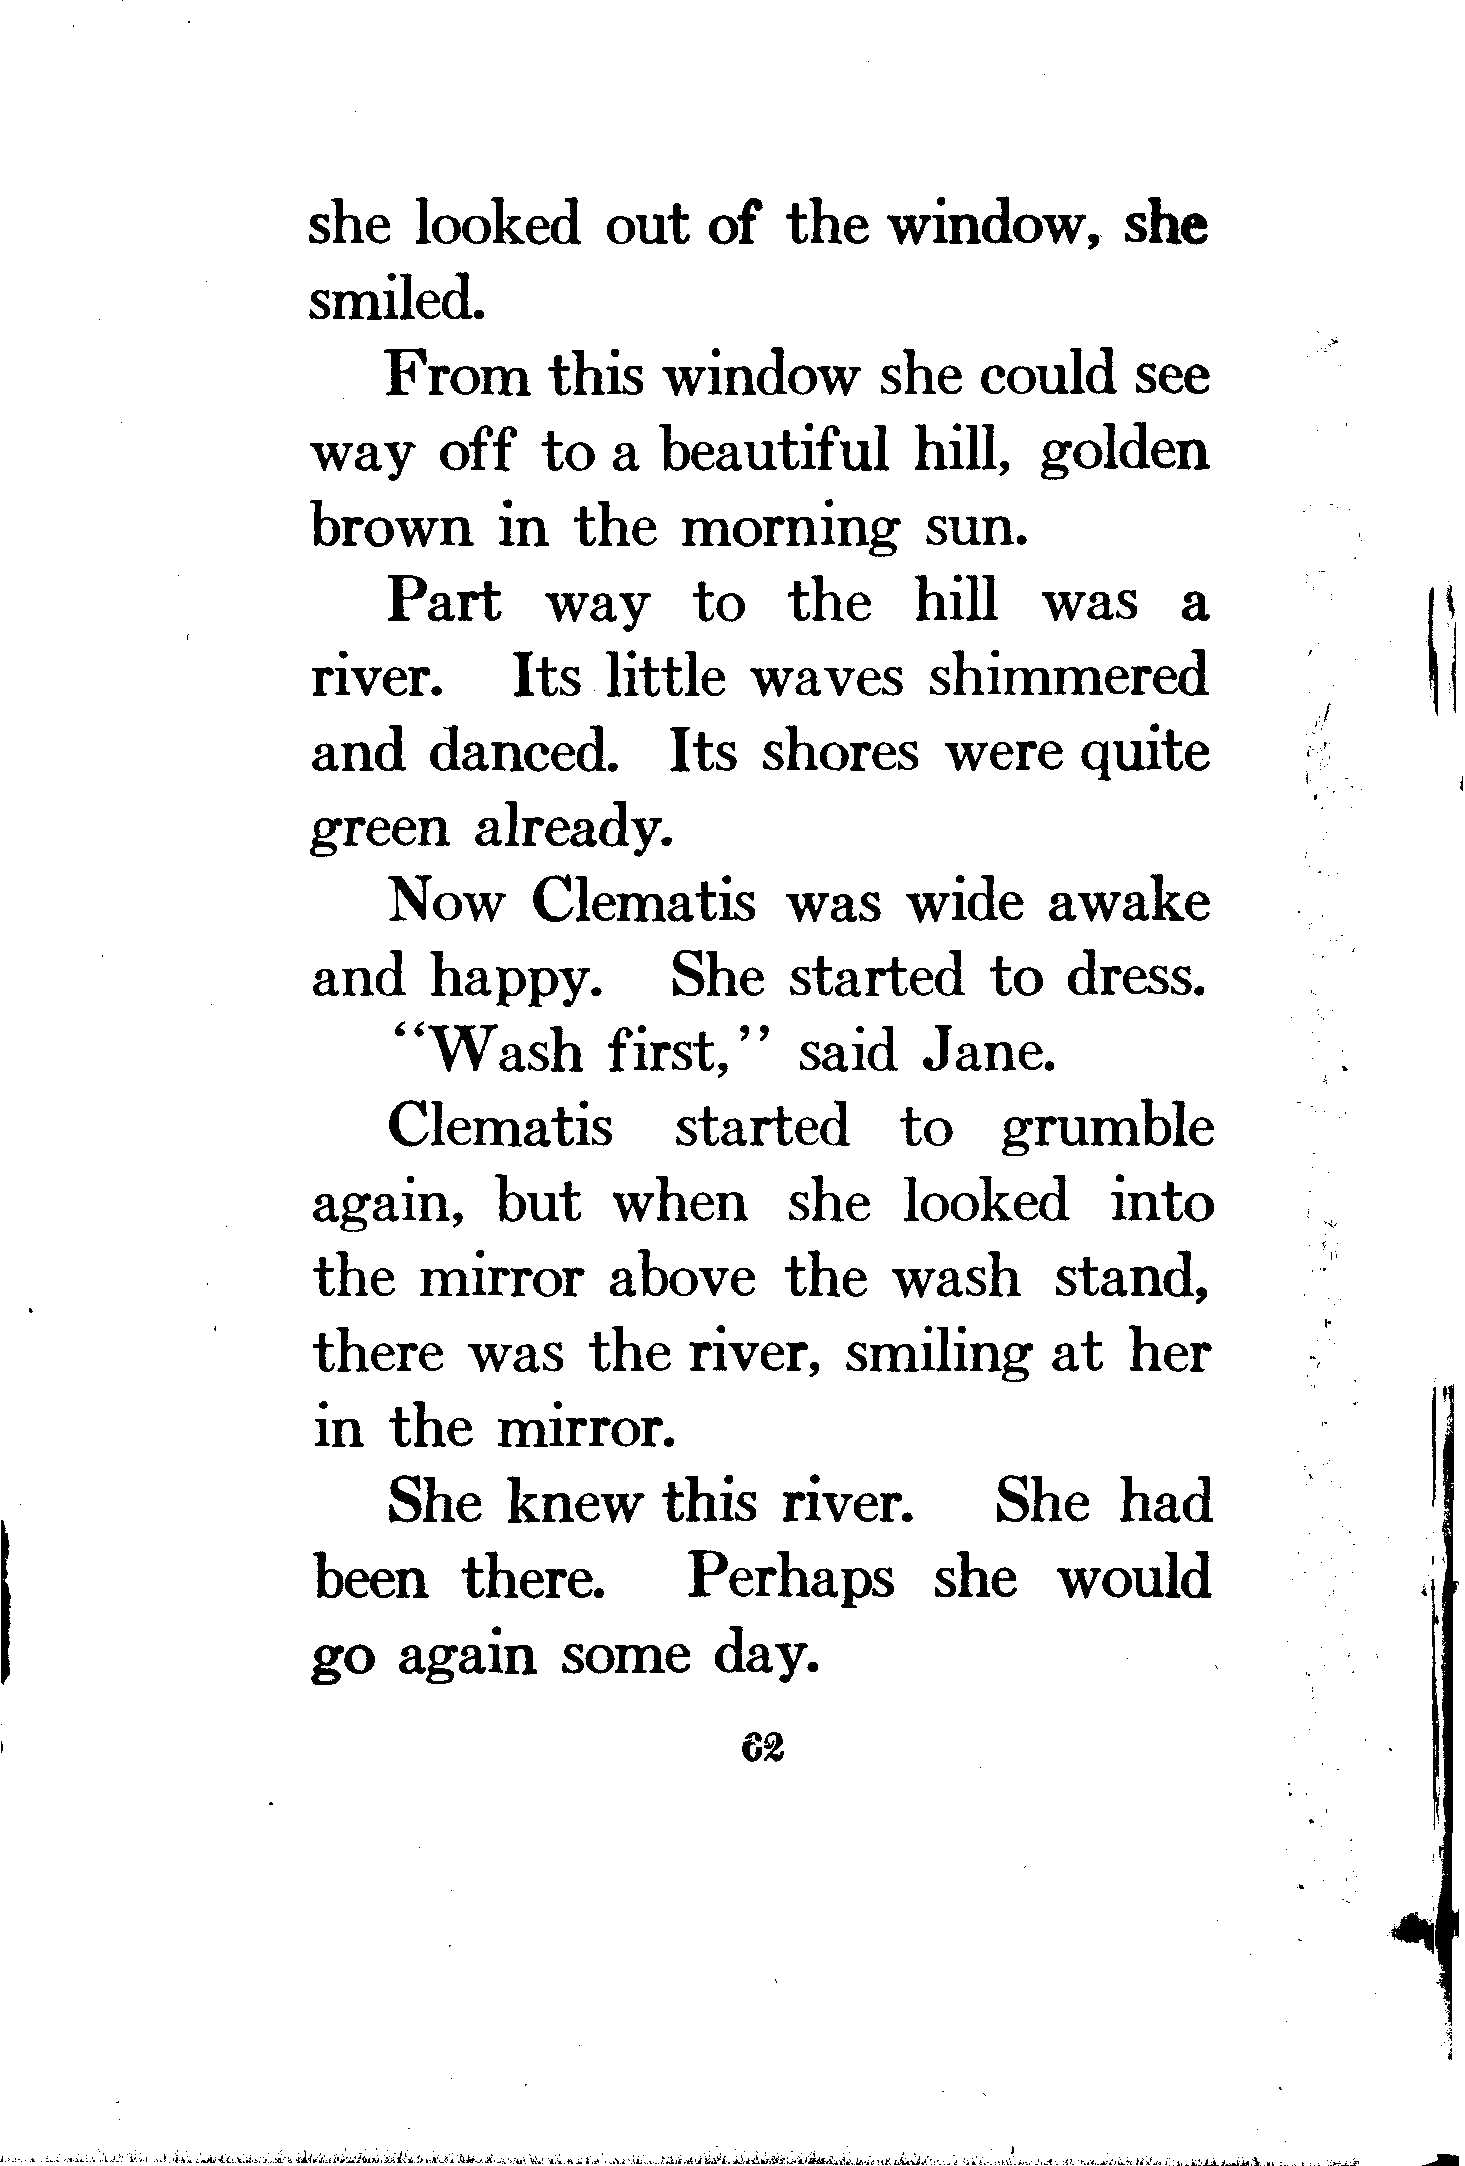 she looked out of the window, she
smiled.
From this window she could see
way off to a beautiful hill, golden
brown in the morning sun.
Part way to the hill was a
river. Its little waves shimmered
and danced. Its shores were quite
green already.
Now Clematis was wide awake
and happy. She started to dress.
"Wash first," said Jane.
Clematis started to grumble
again, but when she looked into
the mirror above the wash stand,
there was the river, smiling at her
in the mirror.
She knew this river. She had
been there. Perhaps she would
go again some day.
62